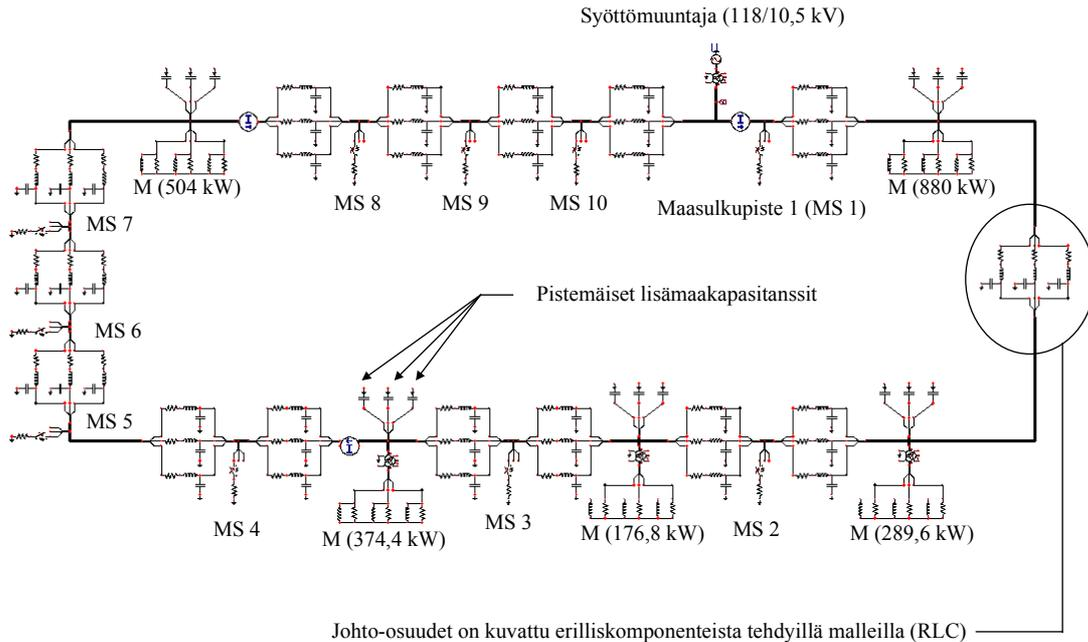 Syöttömuuntaja (118/10,5 kV)
M (504 kW)
MS 8
MS 9
MS 10
Maasulkupiste 1 (MS 1)
M (880 kW)
MS 7
MS 6
MS 5
Pistemäiset lisämaakapasitanssit
MS 4
M (374,4 kW)
MS 3
M (176,8 kW)
MS 2
M (289,6 kW)
Johto-osuudet on kuvattu erilliskomponenteista tehdyillä malleilla (RLC)